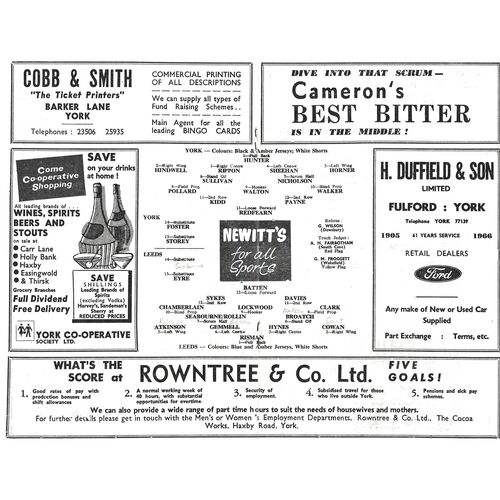 COBB & SMITH
"The Ticket Printers"
BARKER LANE
YORK
Telephones : 23506 25935
COMMERCIAL PRINTING
OF ALL DESCRIPTIONS
We can supply all types of
Fund Raising Schemes . .
Main Agent for all the
leading BINGO CARDS
DIVE INTO THAT SCRUM—
Cameron's
BEST BITTER
IS IN THE MIDDLE !
Come
Co-operative
Shopping
SAVE
on your drinks
at home !
All leading brands of . . .
WINES, SPIRITS
BEERS AND
STOUTS
on sale at
Carr Lane
Holly Bank
Haxby
Easingwold
& Thirsk
Grocery Branches
Full Dividend
Free Delivery
SAVE
SHILLINGS
Leading Brands of
Spirits
(excluding Vodka)
Harvey's, Sandeman's
Sherry at
REDUCED PRICES
YORK CO-OPERATIVE
SOCIETY LTD.
YORK — Colours: Black & Amber Jerseys; White Shorts
1—Full Back
HUNTER
2—Right Wing
HINDWELL
3—Right Centre
RIPPON
4—Left Centre
SHEEHAN
5—Left Wing
HORNER
6—Stand Off
SULLIVAN
7—Scrum Half
NICHOLSON
8—Field Prop.
POLLARD
9—Hooker
WALTON
10—Blind Prop
WALKER
11—2nd Row
KIDD
12—2nd Row
PAYNE
13—Loose Forward
REDFEARN
YORK
14—Substitute
FOSTER
15—Substitute
STOREY
LEEDS
14—Substitute
15—Substitute
EYRE
NEWITT'S
for all
Sports
Referee :
G. WILSON
(Dewsbury)
Touch Judges :
A. H. FAIRBOTHAM
(South Cave)
Red Flag
G. H. FROGGETT
(Wakefield)
Yellow Flag
BATTEN
13—Loose Forward
SYKES
12—2nd Row
DAVIES
11—2nd Row
CHAMBERLAIN
10—Blind Prop
LOCKWOOD
9—Hooker
CLARK
8—Field Prop.
SEABOURNE/ROLLIN
BROATCH
6—Stand Off
ATKINSON
5—Left Wing
GEMMELL
4—Left Centre
HYNES
3—Right Centre
COWAN
2—Right Wing
RISMAN
1—Full Back
LEEDS — Colours: Blue and Amber Jerseys, White Shorts
H. DUFFIELD & SON
LIMITED
FULFORD : YORK
Telephone YORK 77139
1905 61 YEARS SERVICE 1966
RETAIL DEALERS
Ford
Any make of New or Used Car
Supplied
Part Exchange : Terms, etc.
WHAT'S THE
SCORE at
ROWNTREE & Co. Ltd.
FIVE
GOALS!
1. Good rates of pay with
production bonuses and
shift allowances
2. A normal working week of
40 hours, with substantial
opportunities for overtime
3. Security of
employment.
4. Subsidised travel for those
who live outside York.
5. Pensions and sick pay
schemes.
We can also provide a wide range of part time hours to suit the needs of housewives and mothers.
For further details please get in touch with the Men's or Women's Employment Departments, Rowntree & Co. Ltd., The Cocoa
Works, Haxby Road, York.